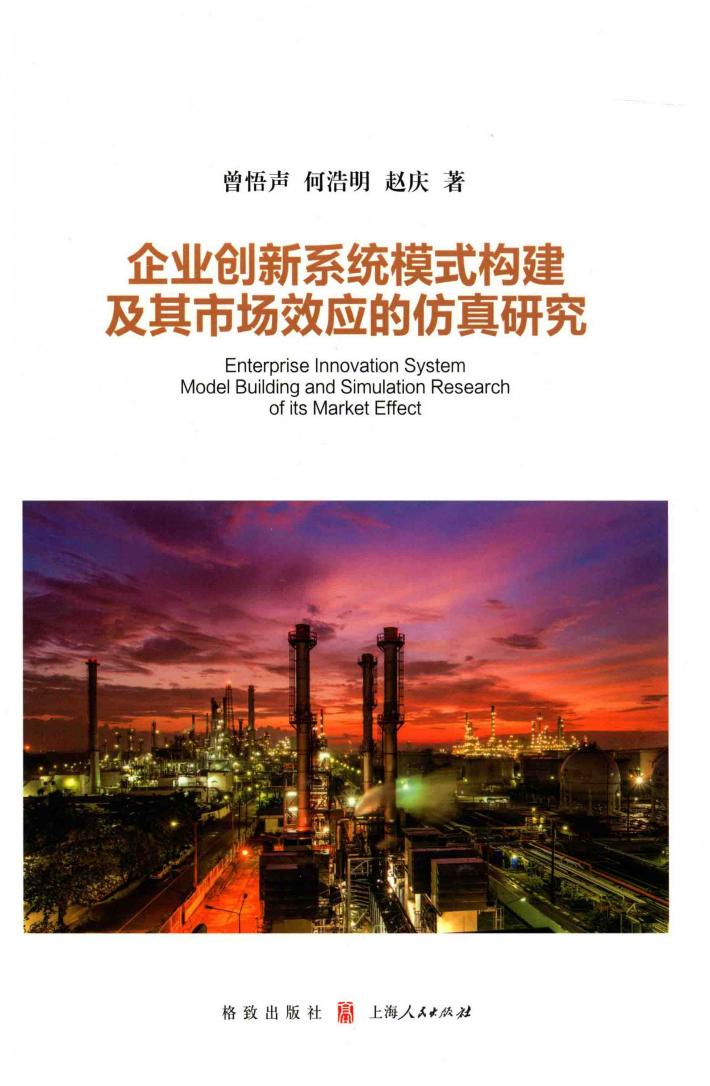 曾悟声 何浩明 赵庆 著
企业创新系统模式构建
及其市场效应的仿真研究
Enterprise Innovation System
Model Building and Simulation Research
of its Market Effect
格致出版社 上海人民出版社